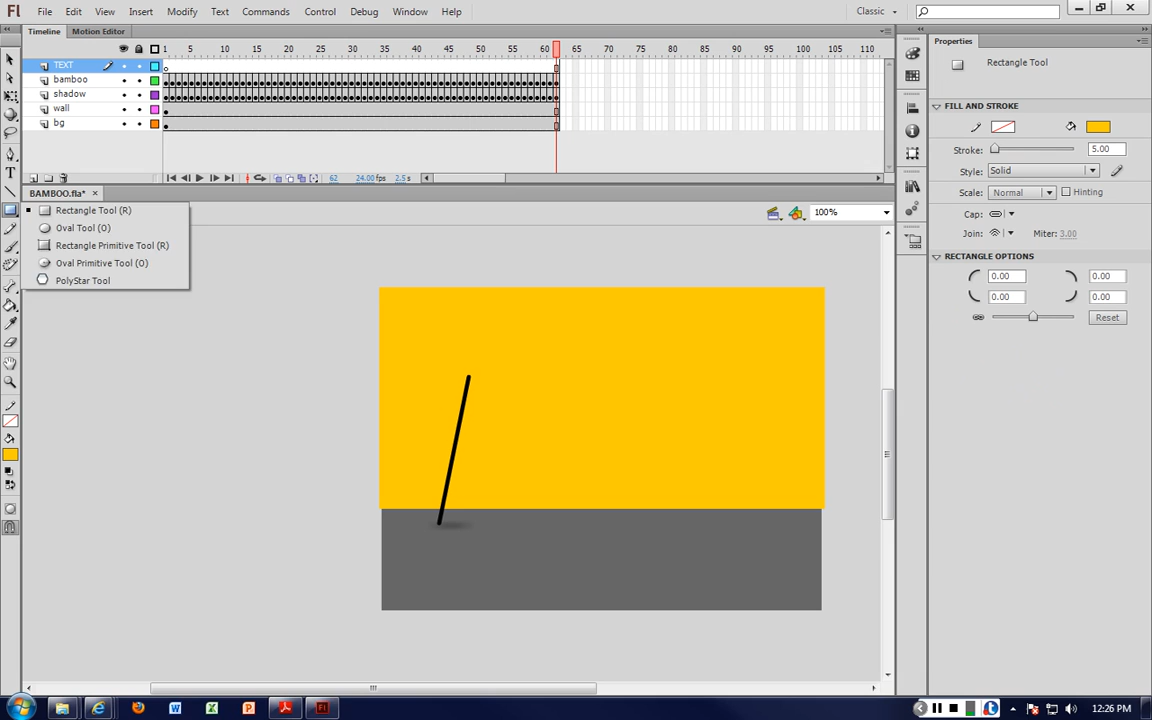 Fl File Edit View Insert Modify Text Commands Control Debug Window Help Classic
Timeline Motion Editor
Properties
1 5 10 15 20 25 30 35 40 45 50 55 60 65 70 75 80 85 90 95 100 105 110
Rectangle Tool
TEXT
bamboo
shadow
wall
bg
FILL AND STROKE
Stroke: 5.00
Style: Solid
Scale: Normal Hinting
Cap:
Join: Miter: 3.00
62 24.00 fps 2.5 s
BAMBOO.fla* ×
100%
Rectangle Tool (R)
Oval Tool (O)
Rectangle Primitive Tool (R)
Oval Primitive Tool (O)
PolyStar Tool
RECTANGLE OPTIONS
0.00 0.00
0.00 0.00
Reset
T
12:26 PM